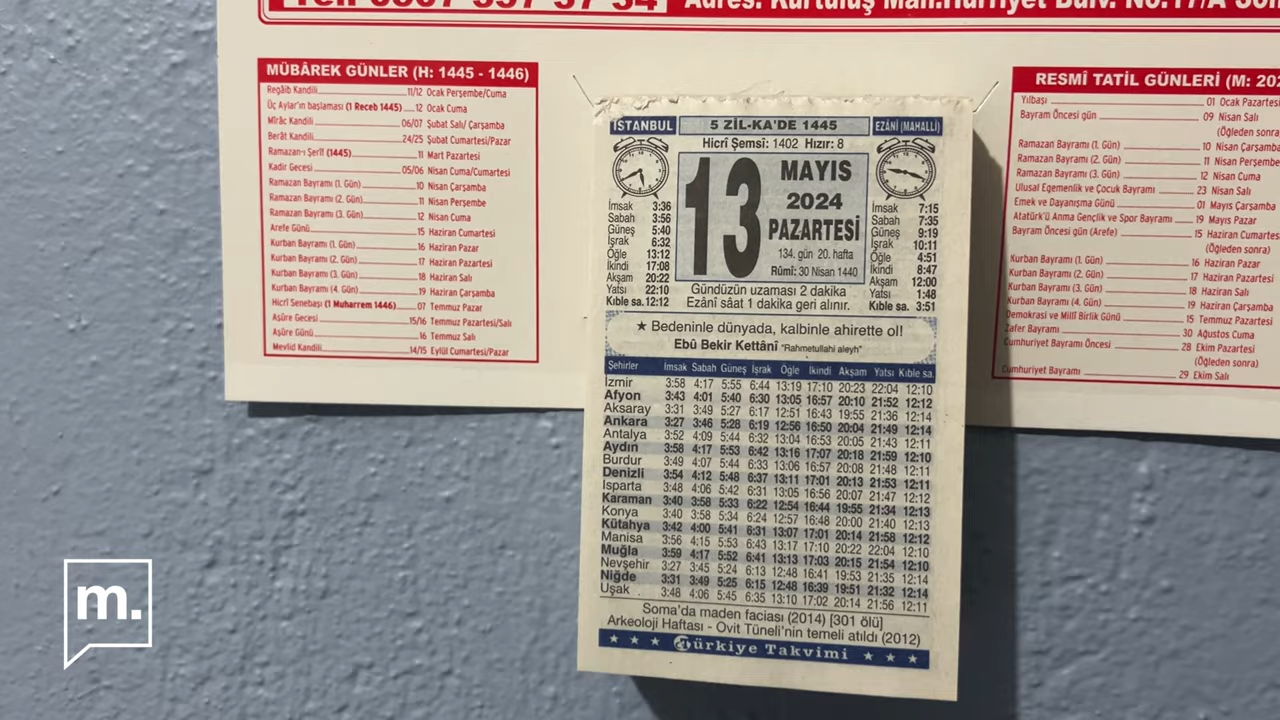 Adres: Kurtuluş Mah.Hürriyet Bulv. No:17/A
MÜBÂREK GÜNLER (H: 1445 - 1446)
Regâib Kandili 11/12 Ocak Perşembe/Cuma
Üç Aylar'ın başlaması (1 Receb 1445) 12 Ocak Cuma
Mîrâc Kandili 06/07 Şubat Salı/ Çarşamba
Berât Kandili 24/25 Şubat Cumartesi/Pazar
Ramazan-ı Şerîf (1445) 11 Mart Pazartesi
Kadir Gecesi 05/06 Nisan Cuma/Cumartesi
Ramazan Bayramı (1. Gün) 10 Nisan Çarşamba
Ramazan Bayramı (2. Gün) 11 Nisan Perşembe
Ramazan Bayramı (3. Gün) 12 Nisan Cuma
Arefe Günü 15 Haziran Cumartesi
Kurban Bayramı (1. Gün) 16 Haziran Pazar
Kurban Bayramı (2. Gün) 17 Haziran Pazartesi
Kurban Bayramı (3. Gün) 18 Haziran Salı
Kurban Bayramı (4. Gün) 19 Haziran Çarşamba
Hicrî Senebaşı (1 Muharrem 1446) 07 Temmuz Pazar
Aşûre Gecesi 15/16 Temmuz Pazartesi/Salı
Aşûre Günü 16 Temmuz Salı
Mevlid Kandili 14/15 Eylül Cumartesi/Pazar
İSTANBUL 5 ZİL-KA'DE 1445 EZÂNÎ (MAHALLÎ)
Hicrî Şemsî: 1402 Hızır: 8
13 MAYIS
2024
PAZARTESİ
134. gün 20. hafta
Rûmî: 30 Nisan 1440
İmsak 3:36
Sabah 3:56
Güneş 5:40
İşrak 6:32
Öğle 13:12
İkindi 17:08
Akşam 20:22
Yatsı 22:10
Kıble sa. 12:12
İmsak 7:15
Sabah 7:35
Güneş 9:19
İşrak 10:11
Öğle 4:51
İkindi 8:47
Akşam 12:00
Yatsı 1:48
Kıble sa. 3:51
Gündüzün uzaması 2 dakika
Ezânî sâat 1 dakika geri alınır.
★ Bedeninle dünyada, kalbinle ahirette ol!
Ebû Bekir Kettânî "Rahmetullahi aleyh"
Şehirler İmsak Sabah Güneş İşrak Öğle İkindi Akşam Yatsı Kıble sa.
İzmir 3:58 4:17 5:55 6:44 13:19 17:10 20:23 22:04 12:10
Afyon 3:43 4:01 5:40 6:30 13:05 16:57 20:10 21:52 12:12
Aksaray 3:31 3:49 5:27 6:17 12:51 16:43 19:55 21:36 12:14
Ankara 3:27 3:46 5:28 6:19 12:56 16:50 20:04 21:49 12:14
Antalya 3:52 4:09 5:44 6:32 13:04 16:53 20:05 21:43 12:11
Aydın 3:58 4:17 5:53 6:42 13:16 17:07 20:18 21:59 12:10
Burdur 3:49 4:07 5:44 6:33 13:06 16:57 20:08 21:48 12:11
Denizli 3:54 4:12 5:48 6:37 13:11 17:01 20:13 21:53 12:11
Isparta 3:48 4:06 5:42 6:31 13:05 16:56 20:07 21:47 12:12
Karaman 3:40 3:58 5:33 6:22 12:54 16:44 19:55 21:34 12:13
Konya 3:40 3:58 5:34 6:24 12:57 16:48 20:00 21:40 12:13
Kütahya 3:42 4:00 5:41 6:31 13:07 17:01 20:14 21:58 12:12
Manisa 3:56 4:15 5:53 6:43 13:17 17:10 20:22 22:04 12:10
Muğla 3:59 4:17 5:52 6:41 13:13 17:03 20:15 21:54 12:10
Nevşehir 3:27 3:45 5:24 6:13 12:48 16:41 19:53 21:35 12:14
Niğde 3:31 3:49 5:25 6:15 12:48 16:39 19:51 21:32 12:14
Uşak 3:48 4:06 5:45 6:35 13:10 17:02 20:14 21:56 12:11
Soma'da maden faciası (2014) [301 ölü]
Arkeoloji Haftası - Ovit Tüneli'nin temeli atıldı (2012)
★ ★ ★ Türkiye Takvimi ★ ★ ★
RESMÎ TATİL GÜNLERİ (M:
Yılbaşı 01 Ocak Pazartesi
Bayram Öncesi gün 09 Nisan Salı
(Öğleden sonra)
Ramazan Bayramı (1. Gün) 10 Nisan Çarşamba
Ramazan Bayramı (2. Gün) 11 Nisan Perşembe
Ramazan Bayramı (3. Gün) 12 Nisan Cuma
Ulusal Egemenlik ve Çocuk Bayramı 23 Nisan Salı
Emek ve Dayanışma Günü 01 Mayıs Çarşamba
Atatürk'ü Anma Gençlik ve Spor Bayramı 19 Mayıs Pazar
Bayram Öncesi gün (Arefe) 15 Haziran Cumartesi
(Öğleden sonra)
Kurban Bayramı (1. Gün) 16 Haziran Pazar
Kurban Bayramı (2. Gün) 17 Haziran Pazartesi
Kurban Bayramı (3. Gün) 18 Haziran Salı
Kurban Bayramı (4. Gün) 19 Haziran Çarşamba
Demokrasi ve Millî Birlik Günü 15 Temmuz Pazartesi
Zafer Bayramı 30 Ağustos Cuma
Cumhuriyet Bayramı Öncesi 28 Ekim Pazartesi
(Öğleden sonra)
Cumhuriyet Bayramı 29 Ekim Salı
m.